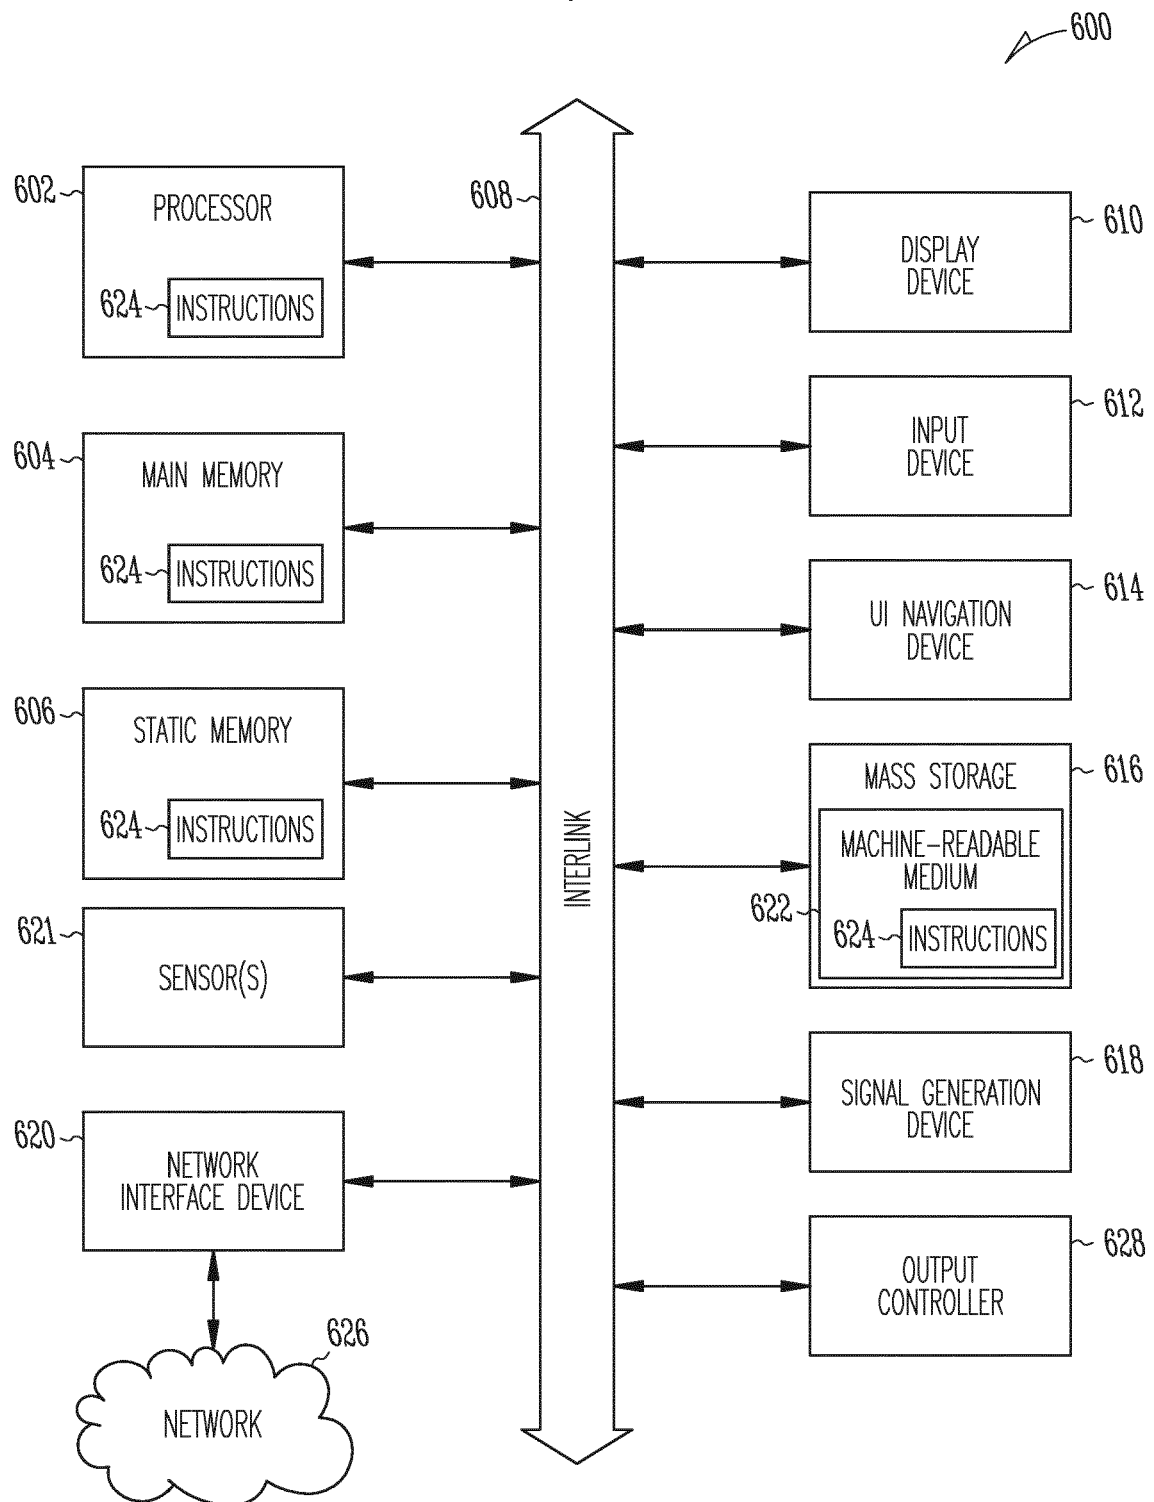 600
602
PROCESSOR
624
INSTRUCTIONS
604
MAIN MEMORY
624
INSTRUCTIONS
606
STATIC MEMORY
624
INSTRUCTIONS
621
SENSOR(S)
620
NETWORK
INTERFACE DEVICE
626
NETWORK
608
INTERLINK
610
DISPLAY
DEVICE
612
INPUT
DEVICE
614
UI NAVIGATION
DEVICE
616
MASS STORAGE
MACHINE-READABLE
MEDIUM
622
624
INSTRUCTIONS
618
SIGNAL GENERATION
DEVICE
628
OUTPUT
CONTROLLER